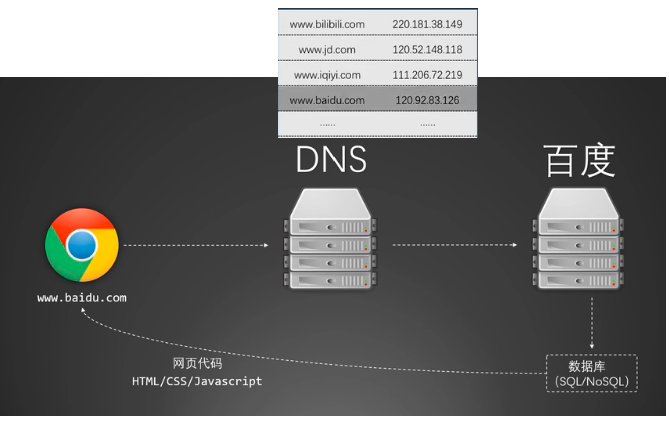 www.bilibili.com 220.181.38.149
www.jd.com 120.52.148.118
www.iqiyi.com 111.206.72.219
www.baidu.com 120.92.83.126
...... ......
DNS
百度
www.baidu.com
网页代码
HTML/CSS/Javascript
数据库
(SQL/NoSQL)